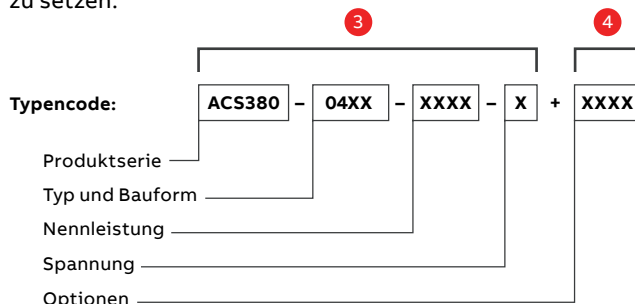 zu setzen.
3 4
Typencode: ACS380 – 04XX – XXXX – X + XXXX
Produktserie
Typ und Bauform
Nennleistung
Spannung
Optionen